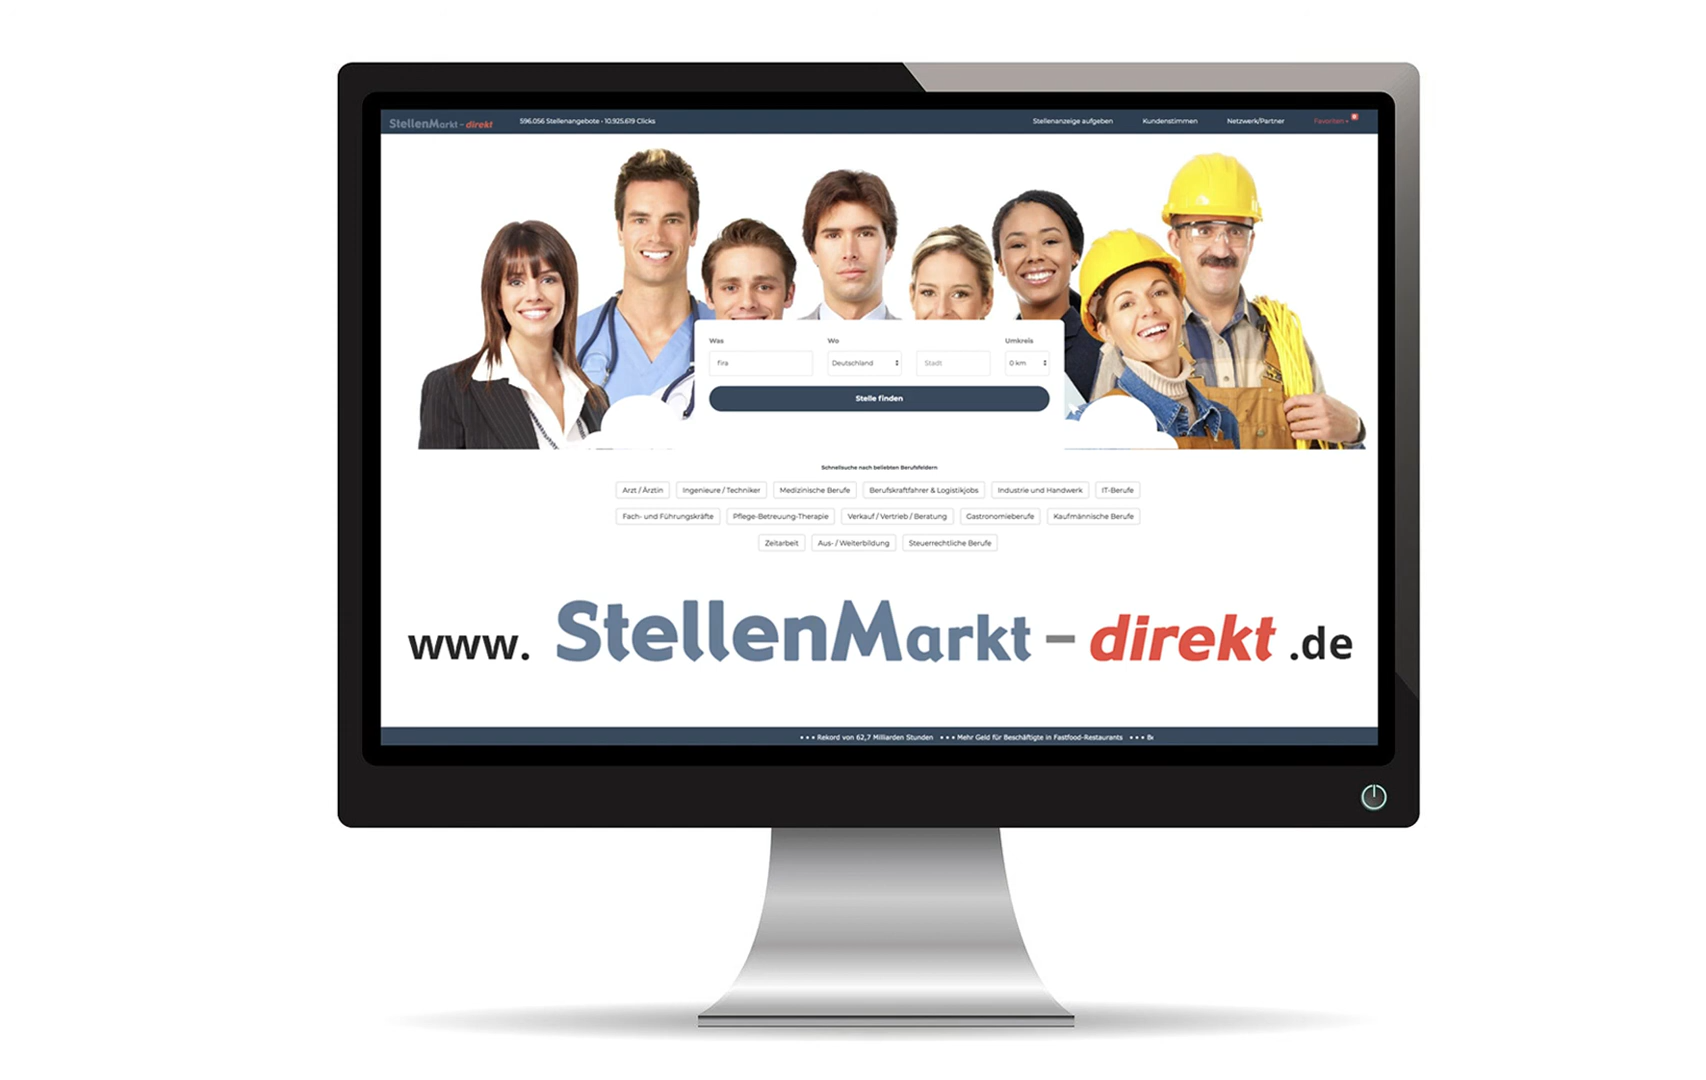 StellenMarkt - direkt 596.056 Stellenangebote - 10.925.619 Clicks Stellenanzeige aufgeben Kundenstimmen Netzwerk/Partner Favoriten 0
Was Wo Umkreis
fira Deutschland Stadt 0 km
Stelle finden
Schnellsuche nach beliebten Berufsfeldern
Arzt / Ärztin Ingenieure / Techniker Medizinische Berufe Berufskraftfahrer & Logistikjobs Industrie und Handwerk IT-Berufe
Fach- und Führungskräfte Pflege-Betreuung-Therapie Verkauf / Vertrieb / Beratung Gastronomieberufe Kaufmännische Berufe
Zeitarbeit Aus- / Weiterbildung Steuerrechtliche Berufe
www. StellenMarkt - direkt .de
• • • Rekord von 62,7 Milliarden Stunden • • • Mehr Geld für Beschäftigte in Fastfood-Restaurants • • • Be